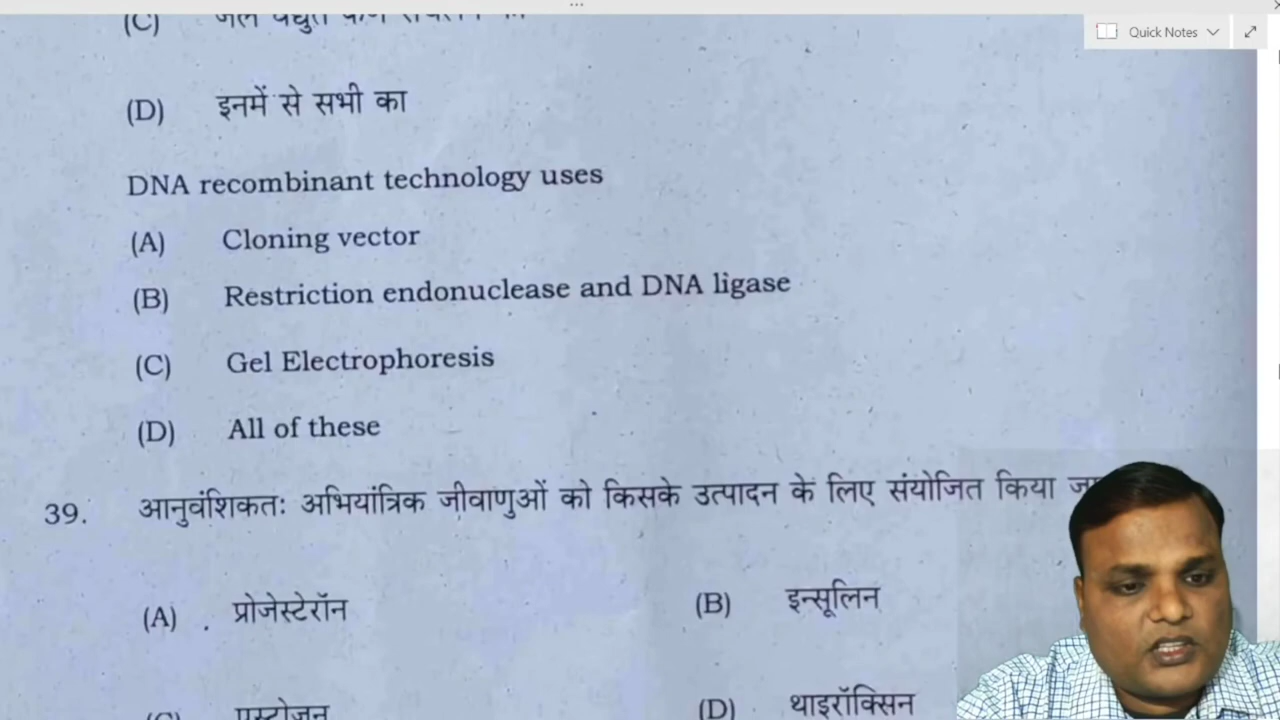 Quick Notes
(C)
(D) इनमें से सभी का
DNA recombinant technology uses
(A) Cloning vector
(B) Restriction endonuclease and DNA ligase
(C) Gel Electrophoresis
(D) All of these
39. आनुवंशिकतः अभियांत्रिक जीवाणुओं को किसके उत्पादन के लिए संयोजित किया
(A) . प्रोजेस्टेरॉन (B) इन्सूलिन
(D) थाइरॉक्सिन